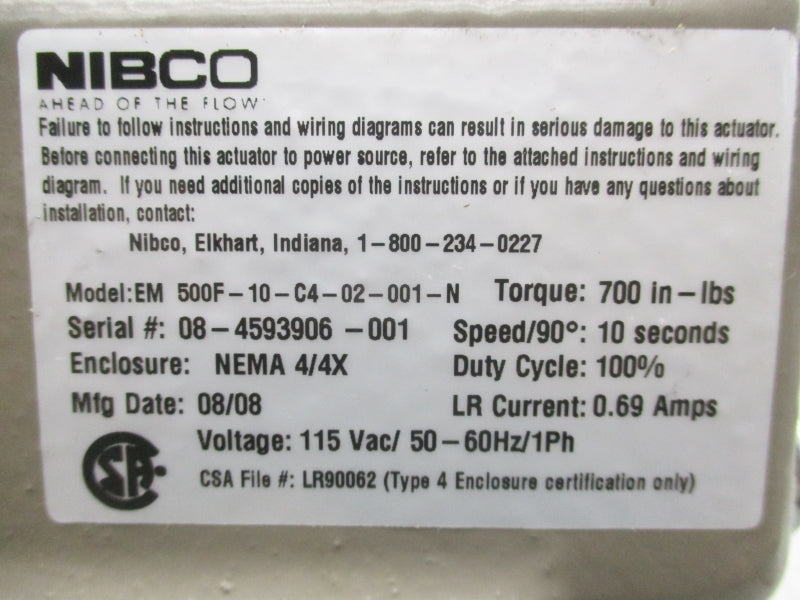 NIBCO
AHEAD OF THE FLOW
Failure to follow instructions and wiring diagrams can result in serious damage to this actuator.
Before connecting this actuator to power source, refer to the attached instructions and wiring
diagram. If you need additional copies of the instructions or if you have any questions about
installation, contact:
Nibco, Elkhart, Indiana, 1-800-234-0227
Model:EM 500F-10-C4-02-001-N Torque: 700 in-lbs
Serial #: 08-4593906 -001 Speed/90°: 10 seconds
Enclosure: NEMA 4/4X Duty Cycle: 100%
Mfg Date: 08/08 LR Current: 0.69 Amps
Voltage: 115 Vac/ 50-60Hz/1Ph
CSA File #: LR90062 (Type 4 Enclosure certification only)